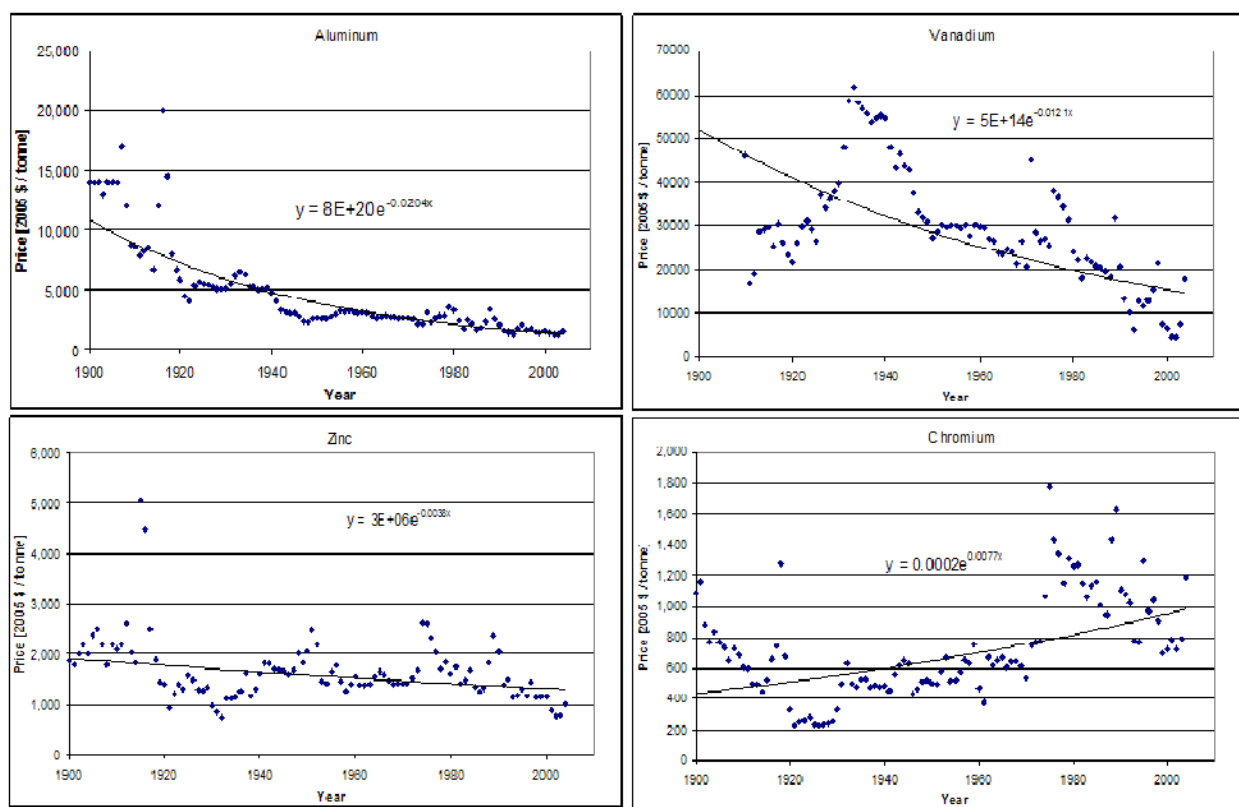 Aluminum
25,000
20,000
15,000
10,000
5,000
0
1900 1920 1940 1960 1980 2000
Year
Price [2005 $ / tonne]
y = 8E+20e-0.0204x
Vanadium
70000
60000
50000
40000
30000
20000
10000
0
1900 1920 1940 1960 1980 2000
Year
Price [2005 $ / tonne]
y = 5E+14e-0.0121x
Zinc
6,000
5,000
4,000
3,000
2,000
1,000
0
1900 1920 1940 1960 1980 2000
Year
Price [2005 $ / tonne]
y = 3E+06e-0.0038x
Chromium
2,000
1,800
1,600
1,400
1,200
1,000
800
600
400
200
0
1900 1920 1940 1960 1980 2000
Year
Price [2005 $ / tonne]
y = 0.0002e0.0077x